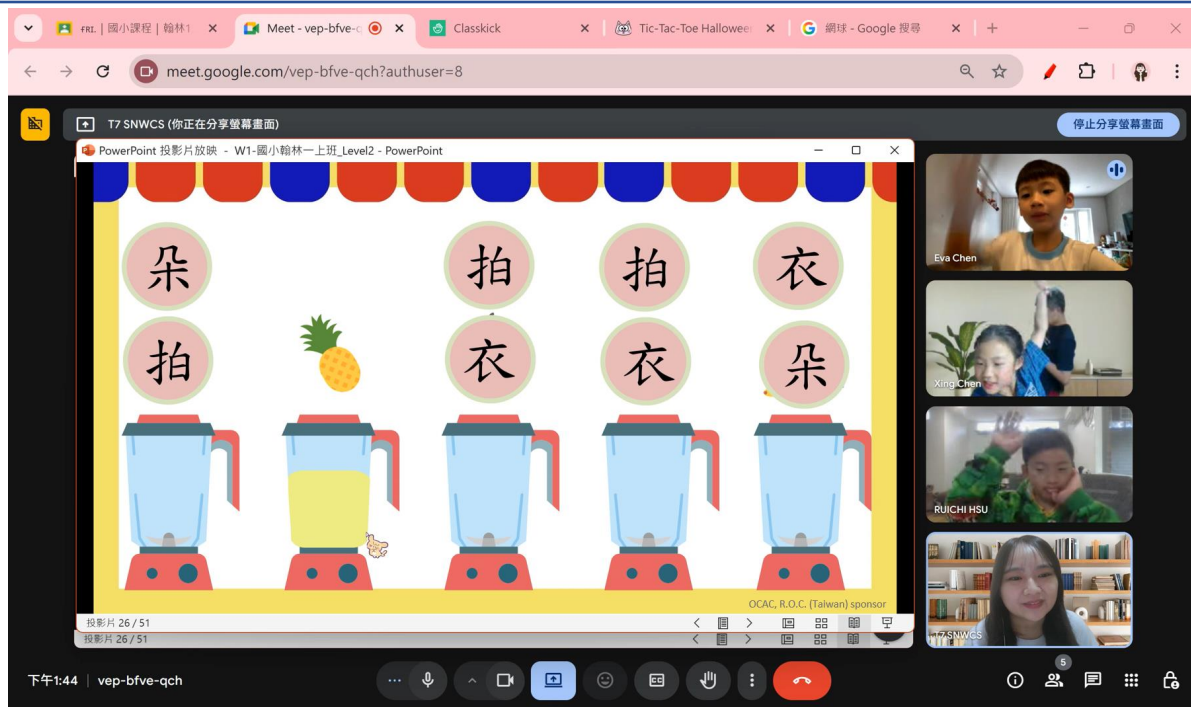 FRI. | 國小課程 | 翰林1
Meet - vep-bfve-q
Classkick
Tic-Tac-Toe Hallowee
網球 - Google 搜尋
meet.google.com/vep-bfve-qch?authuser=8
T7 SNWCS (你正在分享螢幕畫面)
停止分享螢幕畫面
PowerPoint 投影片放映 - W1-國小翰林一上班_Level2 - PowerPoint
朵 拍 拍 衣
拍 衣 衣 朵
OCAC, R.O.C. (Taiwan) sponsor
投影片 26 / 51
投影片 26 / 51
Eva Chen
Xing Chen
RUICHI HSU
T7 SNWCS
下午1:44 | vep-bfve-qch
5